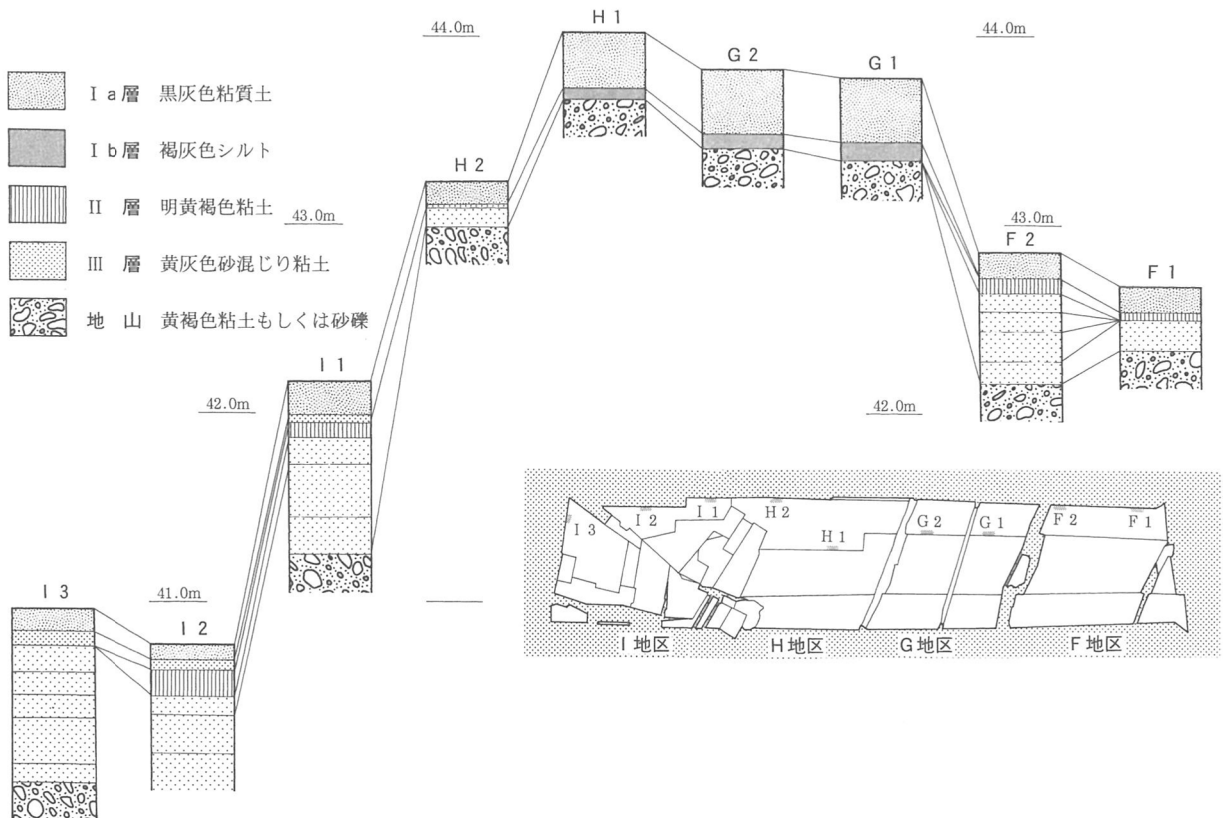 Ⅰa層 黒灰色粘質土
Ⅰb層 褐灰色シルト
Ⅱ 層 明黄褐色粘土
Ⅲ 層 黄灰色砂混じり粘土
地 山 黄褐色粘土もしくは砂礫
44.0m
43.0m
42.0m
41.0m
44.0m
43.0m
42.0m
I 3
I 2
I 1
H 2
H 1
G 2
G 1
F 2
F 1
I 3
I 2
I 1
H 2
H 1
G 2
G 1
F 2
F 1
I 地区
H 地区
G 地区
F 地区